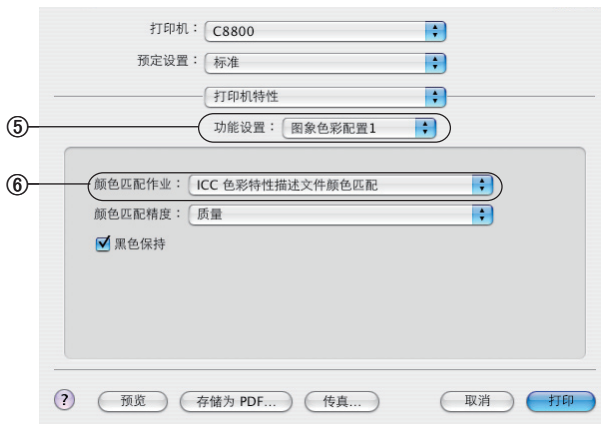 打印机： C8800
预定设置： 标准
打印机特性
⑤ 功能设置： 图象色彩配置1
⑥ 颜色匹配作业： ICC 色彩特性描述文件颜色匹配
颜色匹配精度： 质量
黑色保持
? 预览 存储为 PDF... 传真... 取消 打印